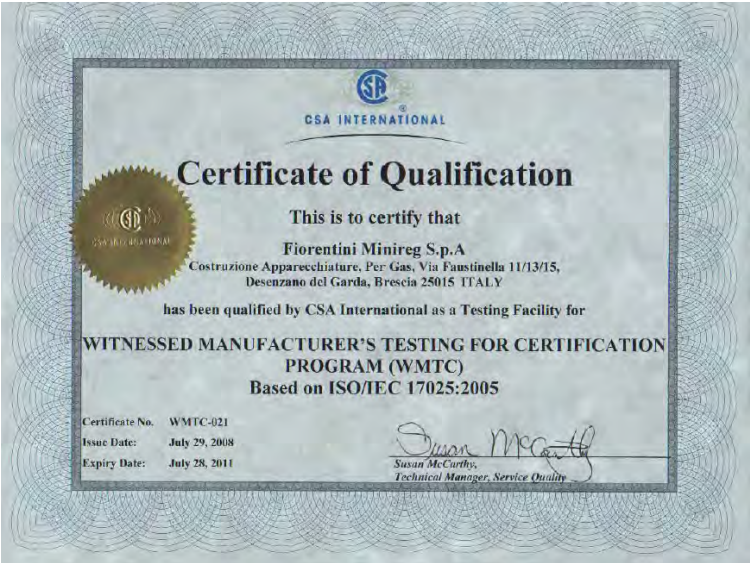 CSA INTERNATIONAL
Certificate of Qualification
This is to certify that
Fiorentini Minireg S.p.A
Costruzione Apparecchiature, Per Gas, Via Faustinella 11/13/15,
Desenzano del Garda, Brescia 25015 ITALY
has been qualified by CSA International as a Testing Facility for
WITNESSED MANUFACTURER'S TESTING FOR CERTIFICATION
PROGRAM (WMTC)
Based on ISO/IEC 17025:2005
CSA INTERNATIONAL
Certificate No. WMTC-021
Issue Date: July 29, 2008
Expiry Date: July 28, 2011
Susan McCarthy
Susan McCarthy,
Technical Manager, Service Quality